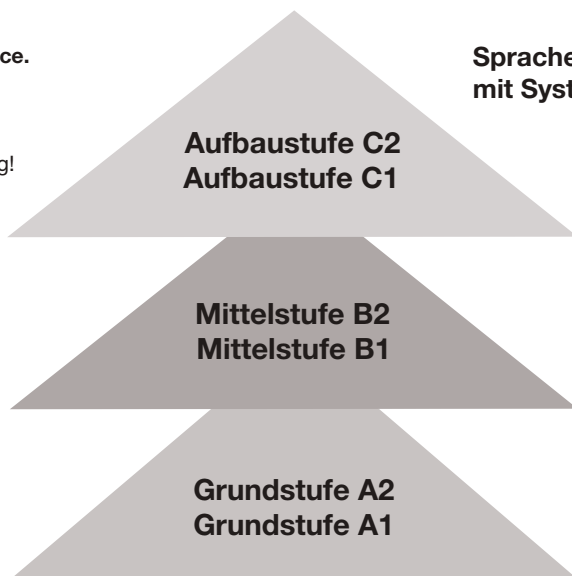 ce.
g!
Sprache
mit Syst
Aufbaustufe C2
Aufbaustufe C1
Mittelstufe B2
Mittelstufe B1
Grundstufe A2
Grundstufe A1